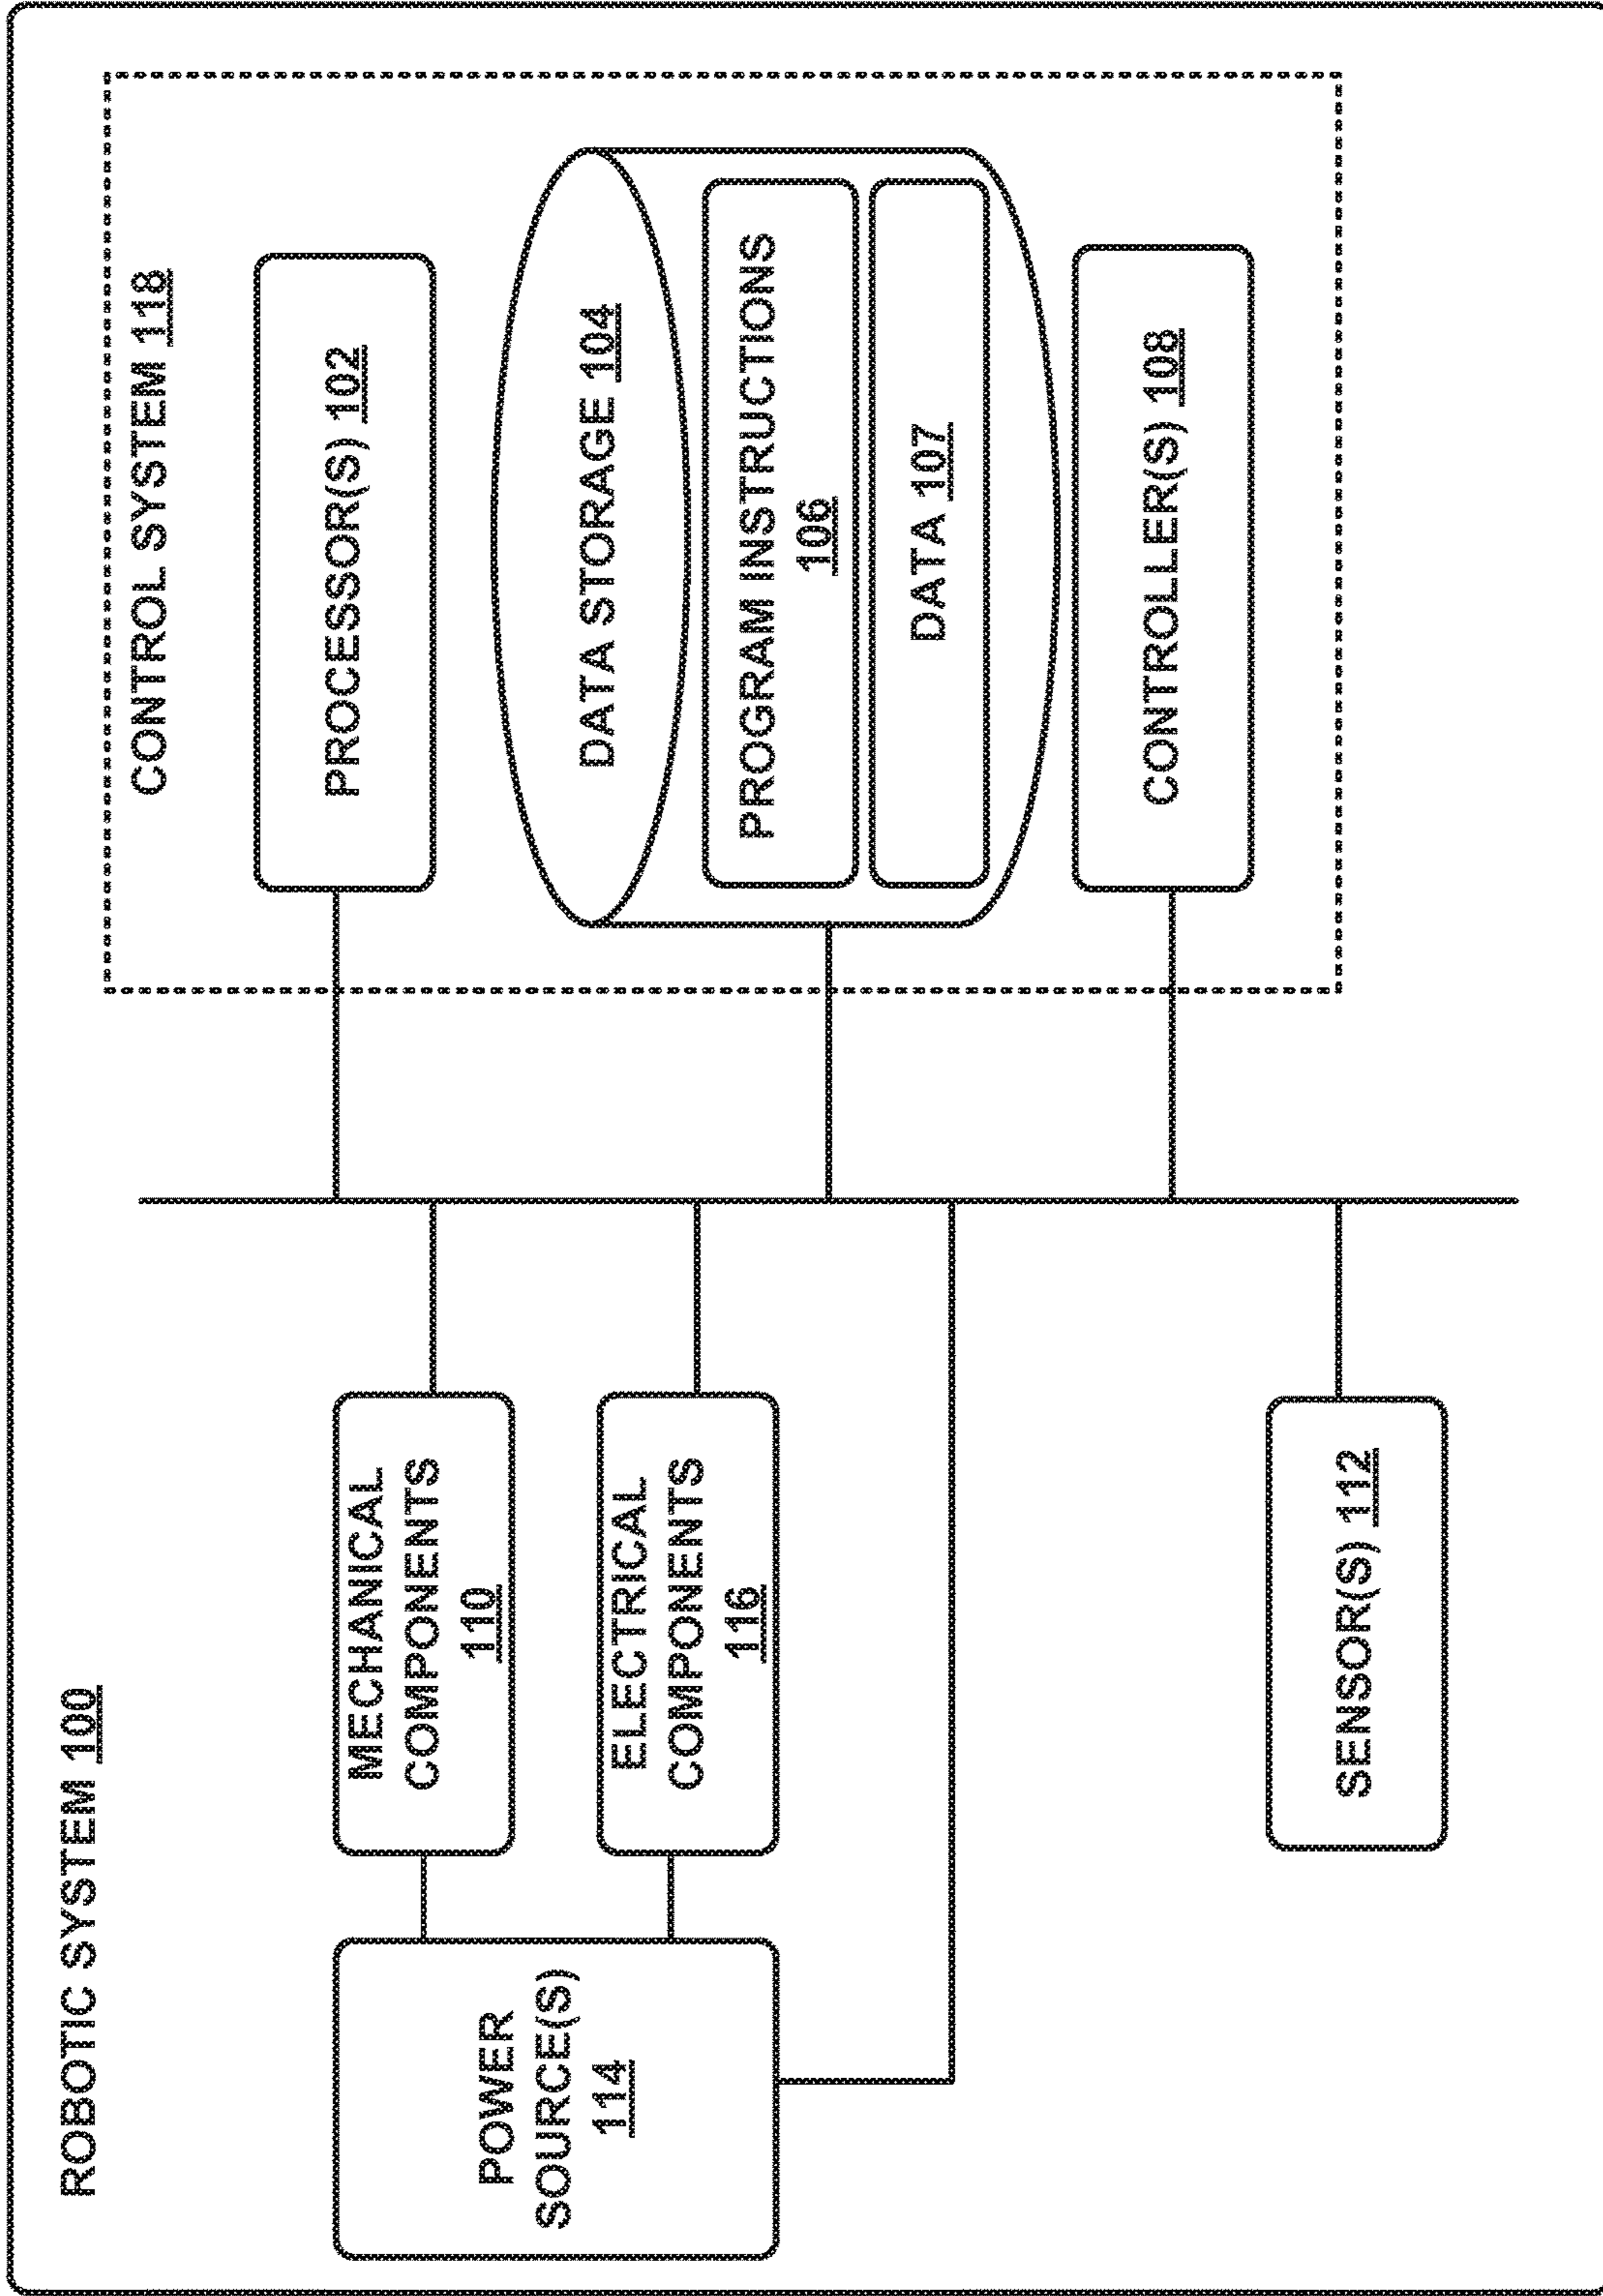 ROBOTIC SYSTEM 100
POWER
SOURCE(S)
114
MECHANICAL
COMPONENTS
110
ELECTRICAL
COMPONENTS
116
SENSOR(S) 112
CONTROL SYSTEM 118
PROCESSOR(S) 102
DATA STORAGE 104
PROGRAM INSTRUCTIONS
106
DATA 107
CONTROLLER(S) 108